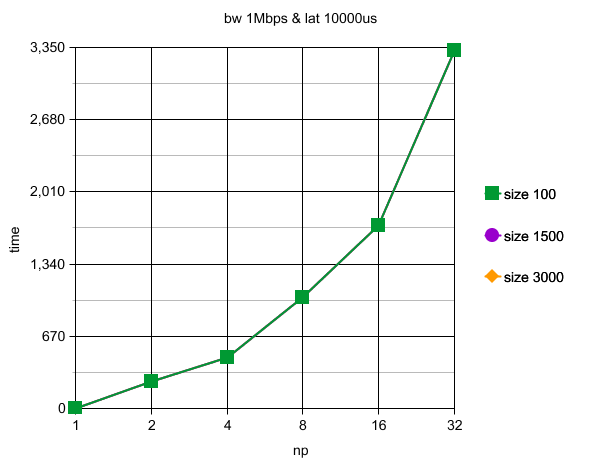 bw 1Mbps & lat 10000us
3,350
2,680
2,010
1,340
670
0
time
1 2 4 8 16 32
np
size 100
size 1500
size 3000